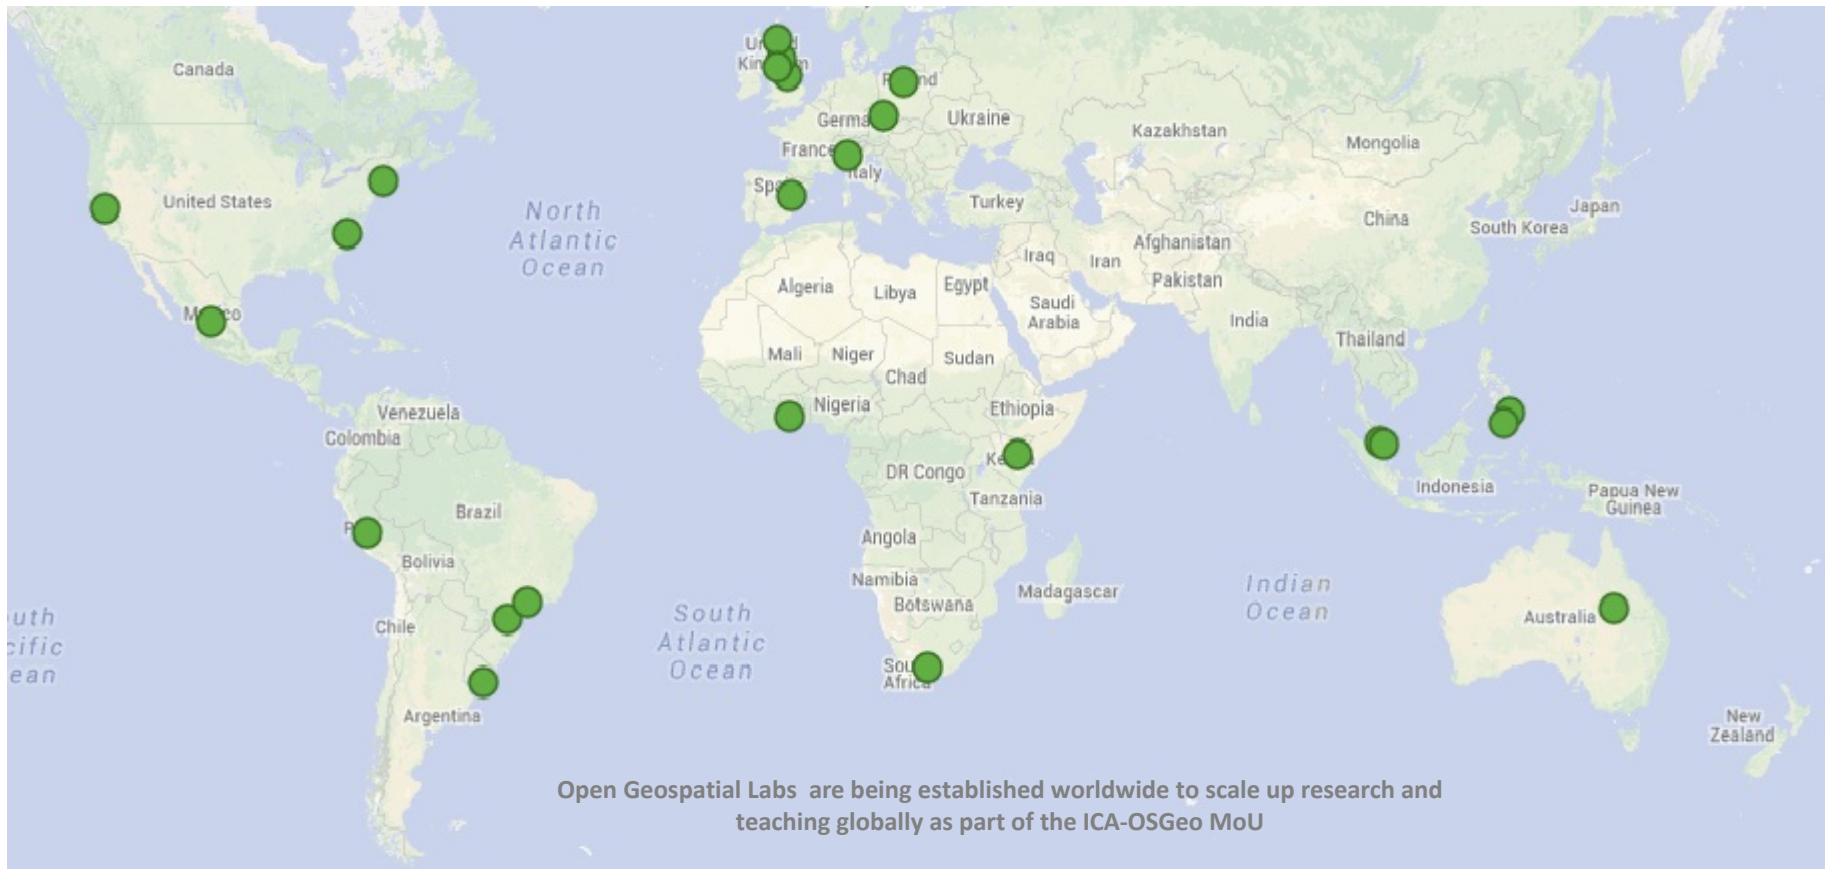 Canada
United States
North
Atlantic
Ocean
Venezuela
Colombia
Brazil
Bolivia
Chile
Argentina
uth
cific
ean
South
Atlantic
Ocean
Germa
Ukraine
France
Italy
Turkey
Kazakhstan
Mongolia
China
Japan
South Korea
Afghanistan
Iraq
Iran
Pakistan
Algeria
Libya
Egypt
Saudi
Arabia
India
Thailand
Mali
Niger
Sudan
Chad
Nigeria
Ethiopia
DR Congo
Tanzania
Angola
Namibia
Botswana
Madagascar
Indian
Ocean
Indonesia
Papua New
Guinea
Australia
New
Zealand
Open Geospatial Labs are being established worldwide to scale up research and
teaching globally as part of the ICA-OSGeo MoU